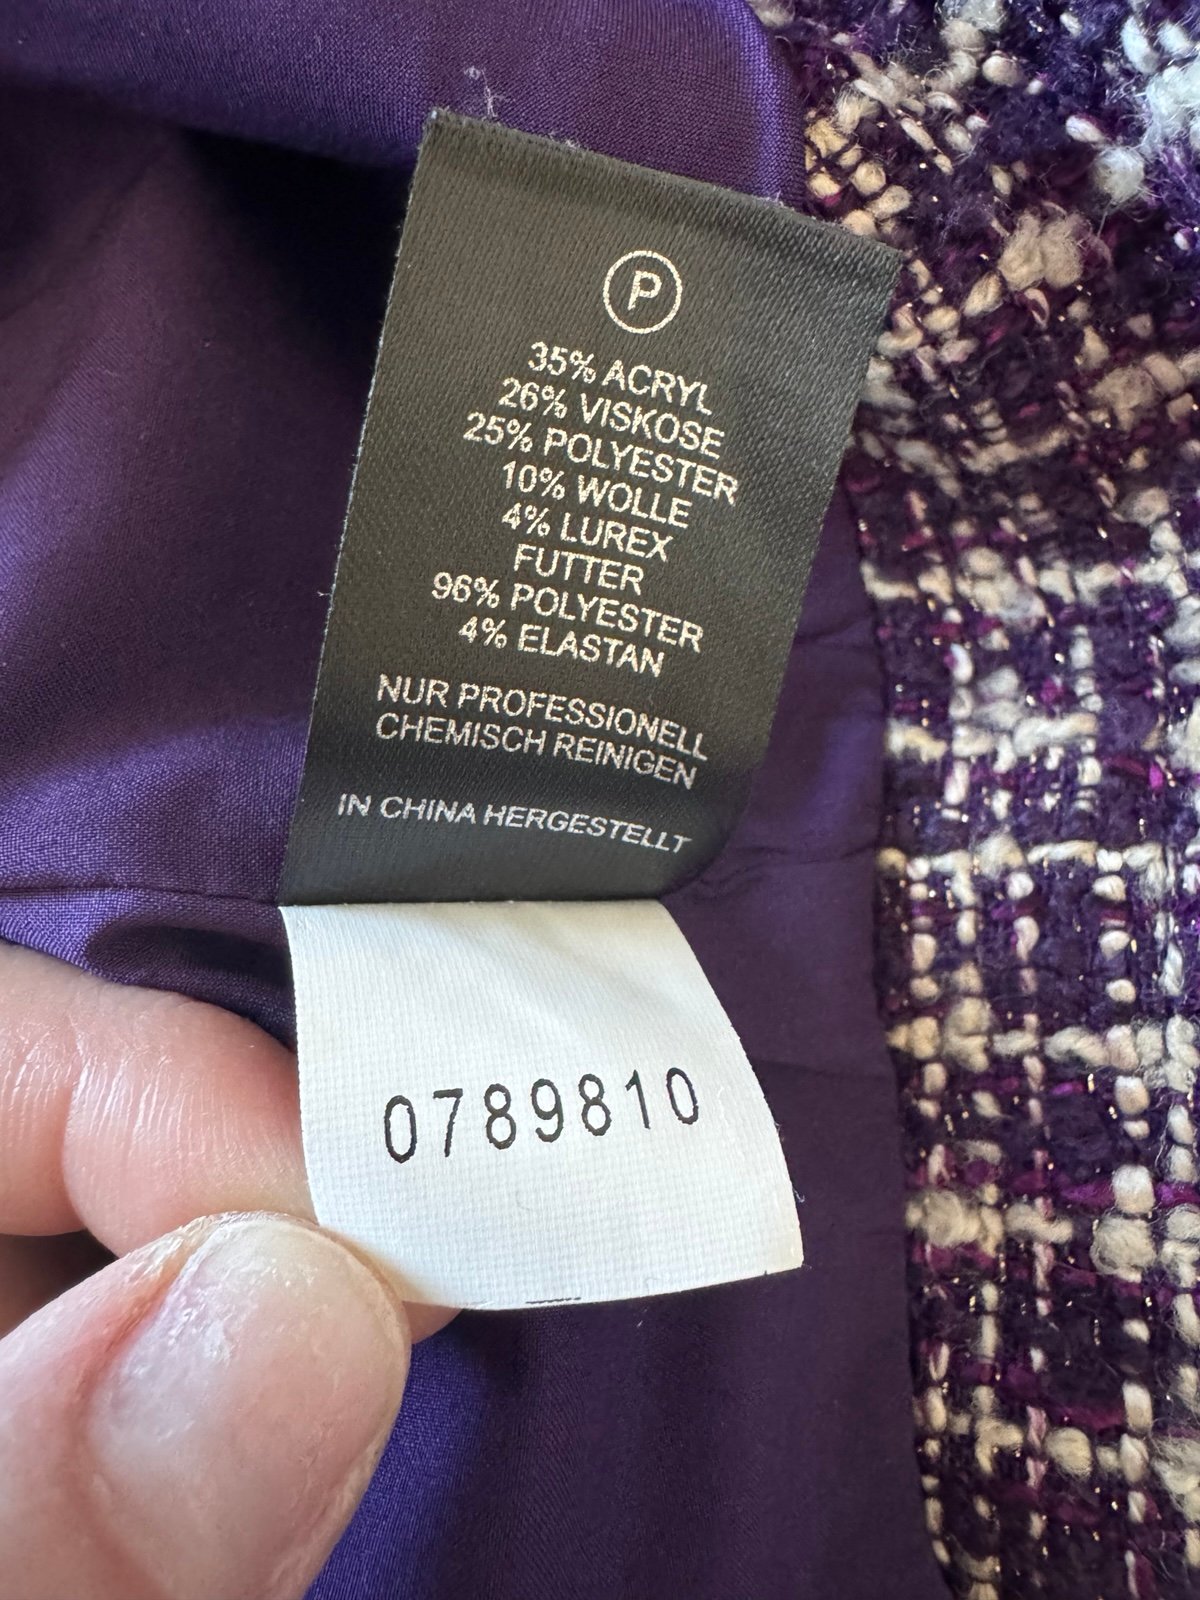 P
35% ACRYL
26% VISKOSE
25% POLYESTER
10% WOLLE
4% LUREX
FUTTER
96% POLYESTER
4% ELASTAN
NUR PROFESSIONELL
CHEMISCH REINIGEN
IN CHINA HERGESTELLT
0789810